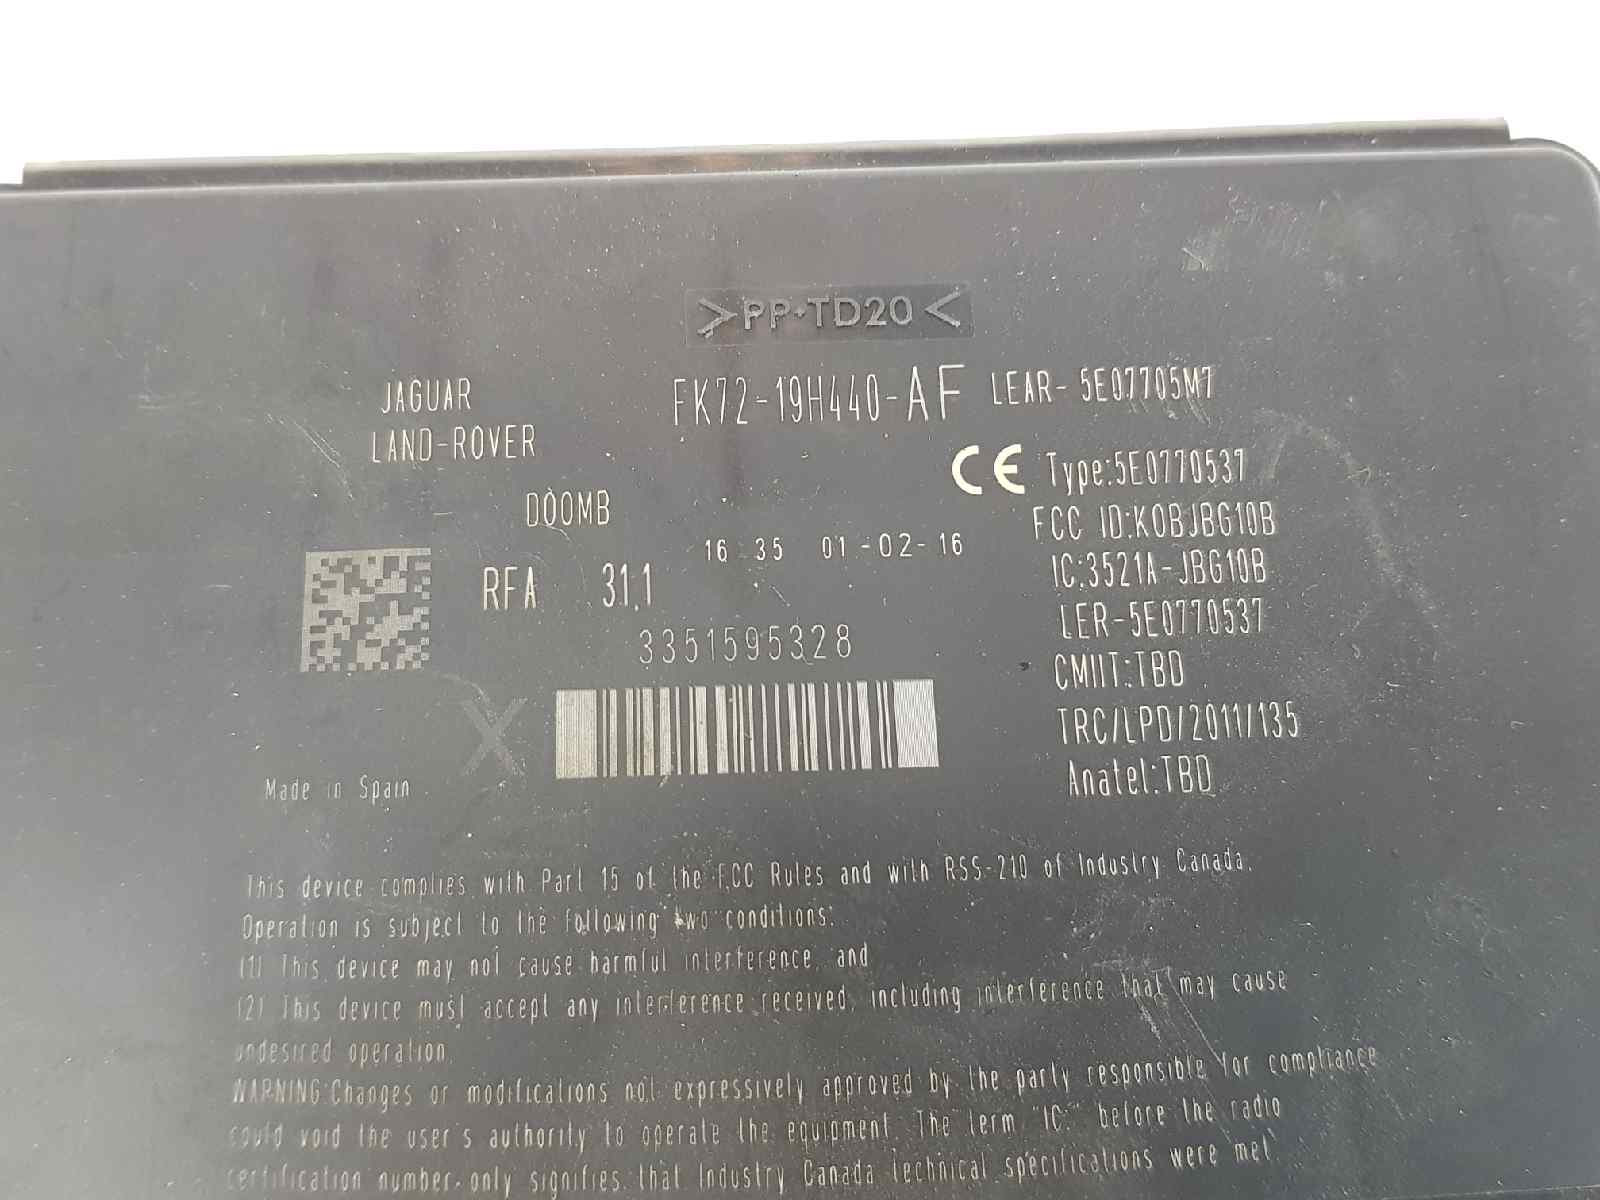 >PP+TD20<
JAGUAR
LAND-ROVER
FK72-19H440-AF LEAR-5E07705M7
CE Type:5E0770537
D00MB
FCC ID:KOBJBG10B
16 35 01-02-16
IC:3521A-JBG10B
RFA 31.1
LER-5E0770537
3351595328
CMIIT:TBD
TRC/LPD/2011/135
X
Anatel:TBD
Made in Spain
This device complies with Part 15 of the FCC Rules and with RSS-210 of Industry Canada.
Operation is subject to the following two conditions:
(1) This device may not cause harmful interference, and
(2) This device must accept any interference received, including interference that may cause
undesired operation.
WARNING:Changes or modifications not expressively approved by the party responsible for compliance
could void the user's authority to operate the equipment. The term "IC:" before the radio
certification number only signifies that Industry Canada technical specifications were met.